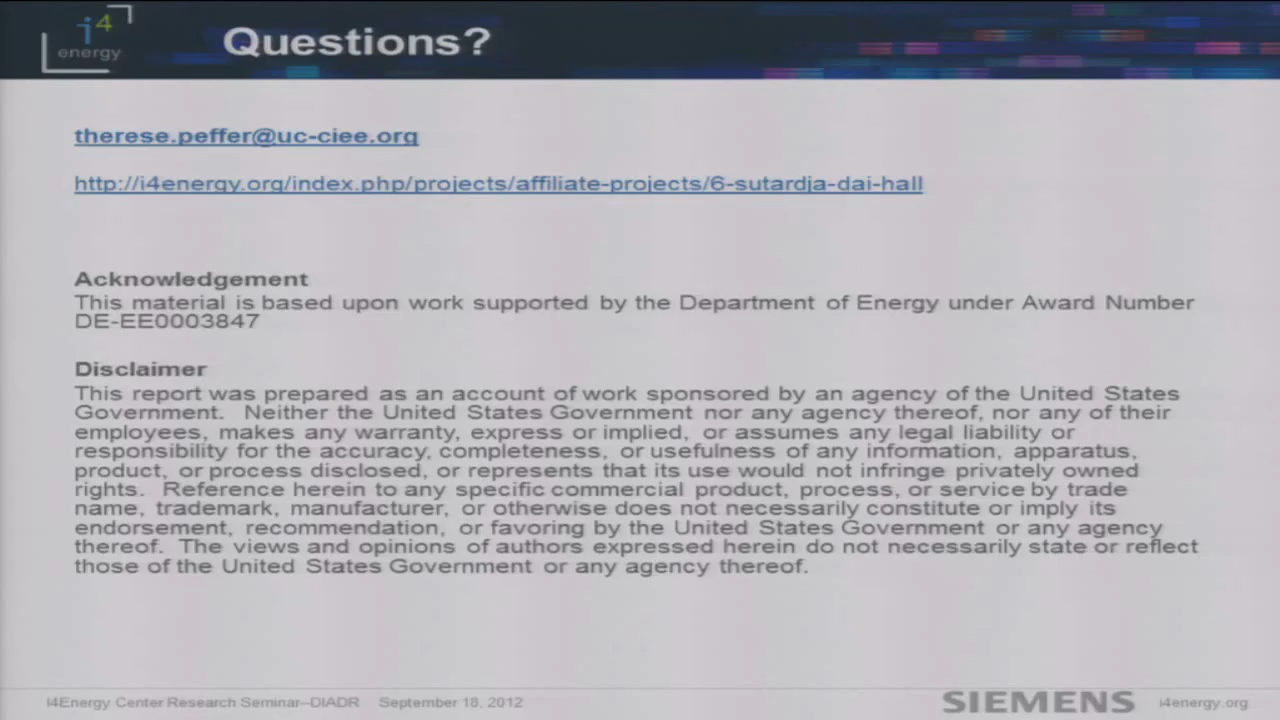 i4
energy
Questions?
therese.peffer@uc-ciee.org
http://i4energy.org/index.php/projects/affiliate-projects/6-sutardja-dai-hall
Acknowledgement
This material is based upon work supported by the Department of Energy under Award Number
DE-EE0003847
Disclaimer
This report was prepared as an account of work sponsored by an agency of the United States
Government. Neither the United States Government nor any agency thereof, nor any of their
employees, makes any warranty, express or implied, or assumes any legal liability or
responsibility for the accuracy, completeness, or usefulness of any information, apparatus,
product, or process disclosed, or represents that its use would not infringe privately owned
rights. Reference herein to any specific commercial product, process, or service by trade
name, trademark, manufacturer, or otherwise does not necessarily constitute or imply its
endorsement, recommendation, or favoring by the United States Government or any agency
thereof. The views and opinions of authors expressed herein do not necessarily state or reflect
those of the United States Government or any agency thereof.
i4Energy Center Research Seminar–DIADR September 18, 2012
SIEMENS i4energy.org